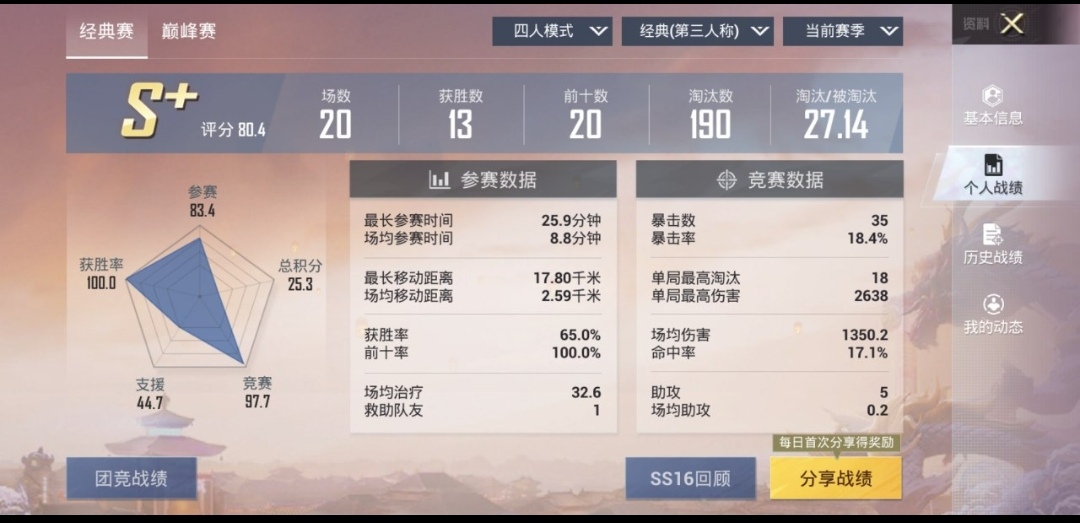 经典赛 巅峰赛 四人模式 经典(第三人称) 当前赛季 资料
S+ 评分 80.4
场数 获胜数 前十数 淘汰数 淘汰/被淘汰
20 13 20 190 27.14
基本信息
个人战绩
历史战绩
我的动态
参赛
83.4
获胜率
100.0
总积分
25.3
支援
44.7
竞赛
97.7
参赛数据
最长参赛时间 25.9分钟
场均参赛时间 8.8分钟
最长移动距离 17.80千米
场均移动距离 2.59千米
获胜率 65.0%
前十率 100.0%
场均治疗 32.6
救助队友 1
竞赛数据
暴击数 35
暴击率 18.4%
单局最高淘汰 18
单局最高伤害 2638
场均伤害 1350.2
命中率 17.1%
助攻 5
场均助攻 0.2
每日首次分享得奖励
团竞战绩 SS16回顾 分享战绩